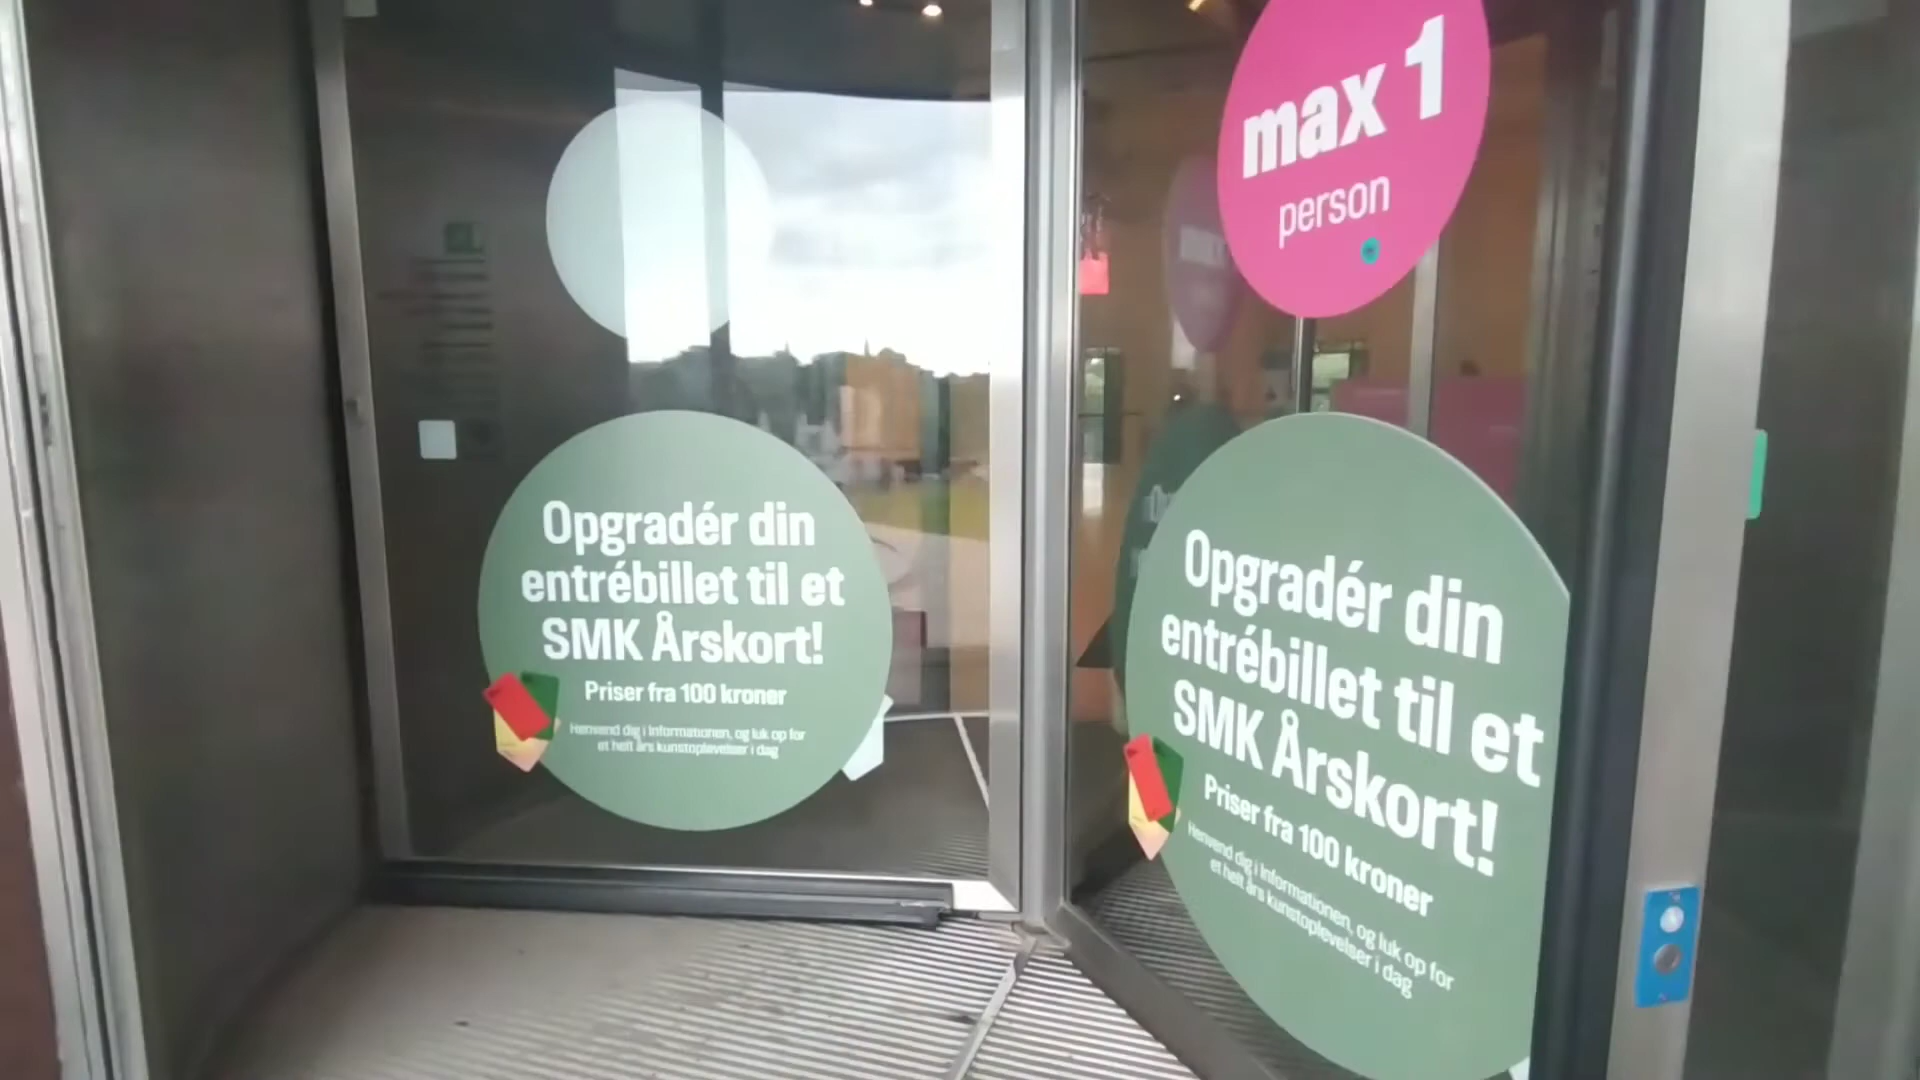 max 1
person
Opgradér din
entrébillet til et
SMK Årskort!
Priser fra 100 kroner
Henvend dig i Informationen, og luk op for
et helt års kunstoplevelser i dag
Opgradér din
entrébillet til et
SMK Årskort!
Priser fra 100 kroner
Henvend dig i Informationen, og luk op for
et helt års kunstoplevelser i dag